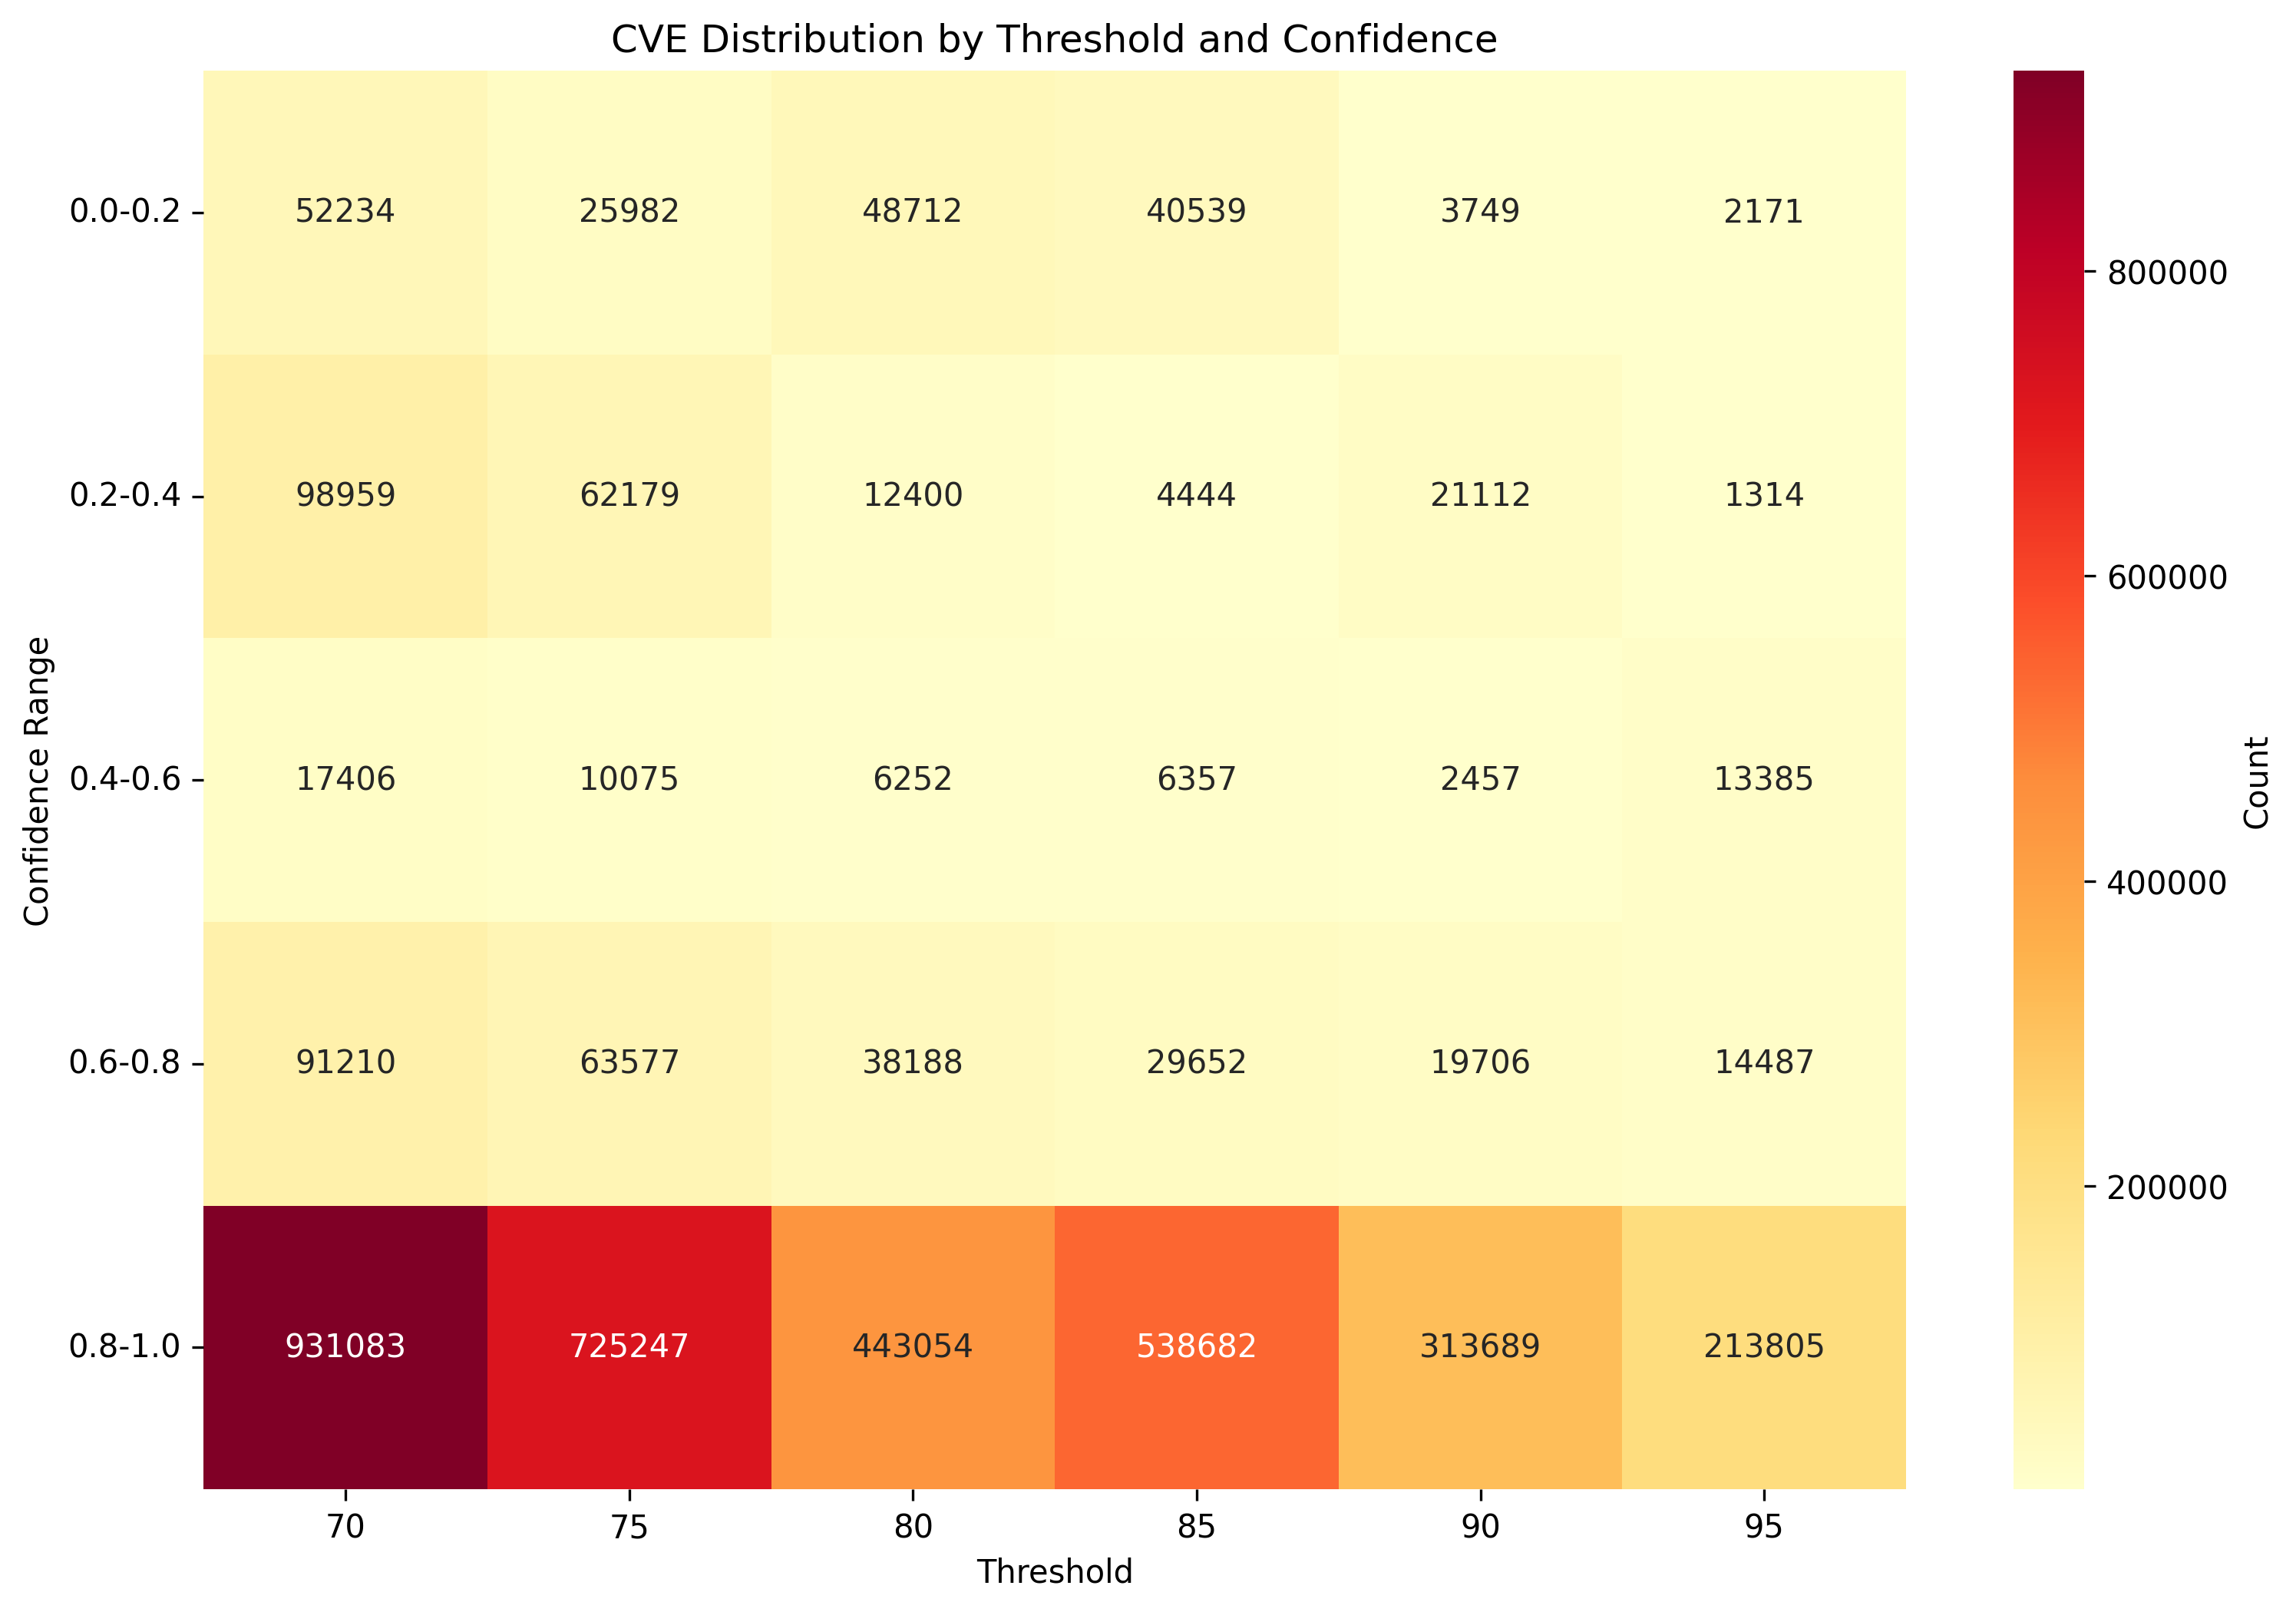 CVE Distribution by Threshold and Confidence
0.0-0.2 52234 25982 48712 40539 3749 2171
0.2-0.4 98959 62179 12400 4444 21112 1314
0.4-0.6 17406 10075 6252 6357 2457 13385
0.6-0.8 91210 63577 38188 29652 19706 14487
0.8-1.0 931083 725247 443054 538682 313689 213805
70 75 80 85 90 95
Threshold
Confidence Range
800000
600000
400000
200000
Count